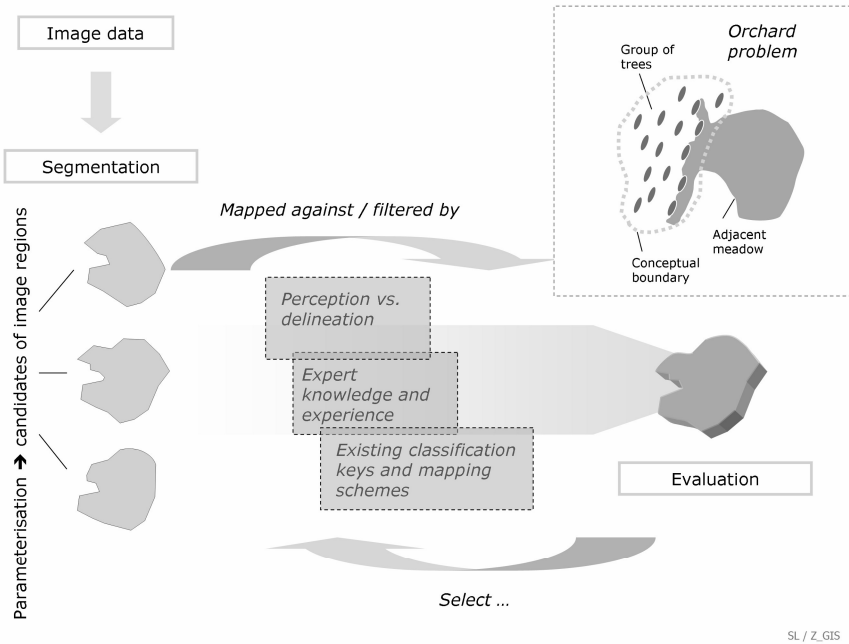 Image data
Segmentation
Parameterisation ➔ candidates of image regions
Mapped against / filtered by
Perception vs.
delineation
Expert
knowledge and
experience
Existing classification
keys and mapping
schemes
Select ...
Orchard
problem
Group of
trees
Adjacent
meadow
Conceptual
boundary
Evaluation
SL / Z_GIS